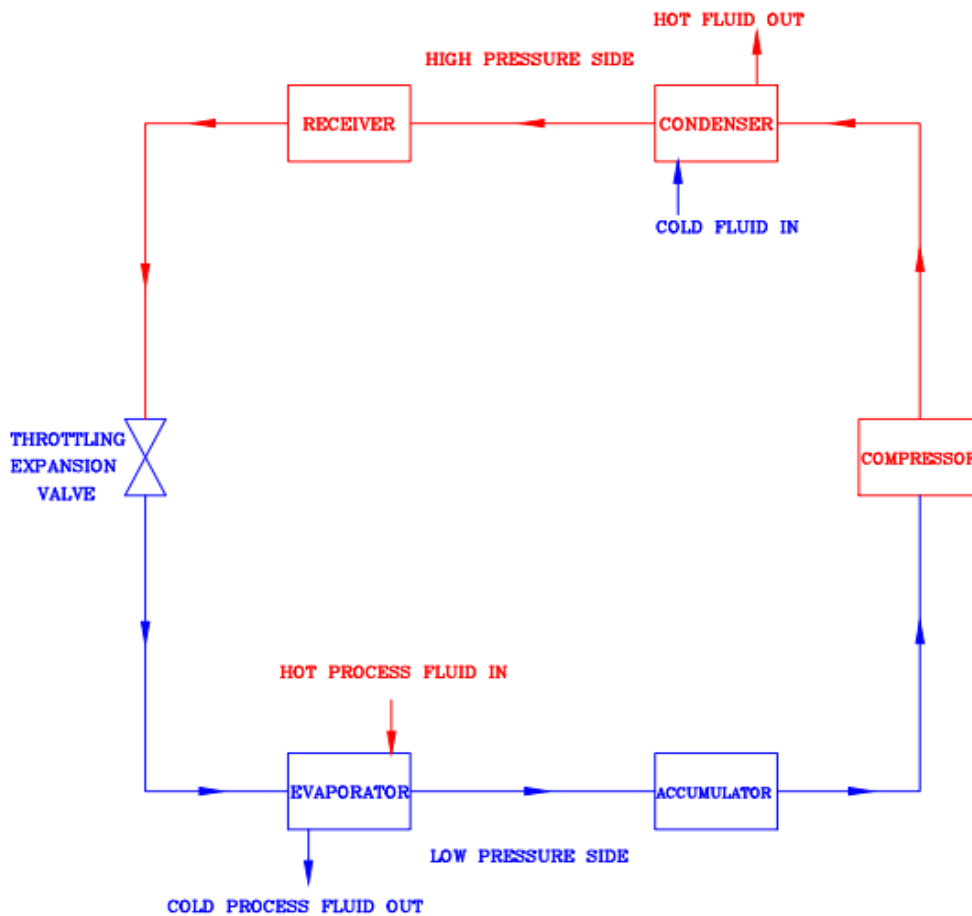 HOT FLUID OUT
HIGH PRESSURE SIDE
RECEIVER
CONDENSER
COLD FLUID IN
THROTTLING
EXPANSION
VALVE
COMPRESSOR
HOT PROCESS FLUID IN
EVAPORATOR
ACCUMULATOR
LOW PRESSURE SIDE
COLD PROCESS FLUID OUT